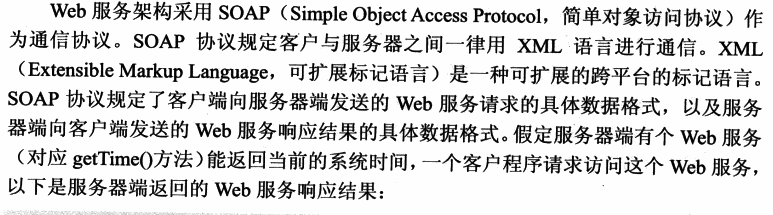 Web 服务架构采用 SOAP（Simple Object Access Protocol，简单对象访问协议）作
为通信协议。SOAP 协议规定客户与服务器之间一律用 XML 语言进行通信。XML
（Extensible Markup Language，可扩展标记语言）是一种可扩展的跨平台的标记语言。
SOAP 协议规定了客户端向服务器端发送的 Web 服务请求的具体数据格式，以及服务
器端向客户端发送的 Web 服务响应结果的具体数据格式。假定服务器端有个 Web 服务
（对应 getTime()方法）能返回当前的系统时间，一个客户程序请求访问这个 Web 服务，
以下是服务器端返回的 Web 服务响应结果：